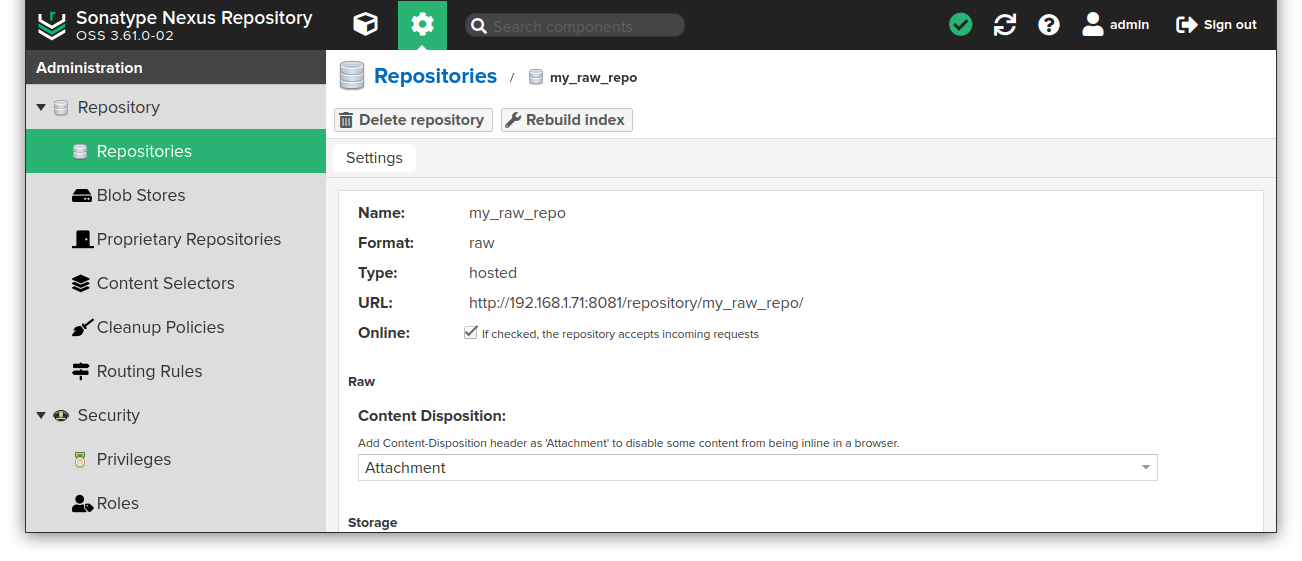 Sonatype Nexus Repository
OSS 3.61.0-02
Search components
admin
Sign out
Administration
Repository
Repositories
Blob Stores
Proprietary Repositories
Content Selectors
Cleanup Policies
Routing Rules
Security
Privileges
Roles
Repositories / my_raw_repo
Delete repository
Rebuild index
Settings
Name: my_raw_repo
Format: raw
Type: hosted
URL: http://192.168.1.71:8081/repository/my_raw_repo/
Online: If checked, the repository accepts incoming requests
Raw
Content Disposition:
Add Content-Disposition header as 'Attachment' to disable some content from being inline in a browser.
Attachment
Storage